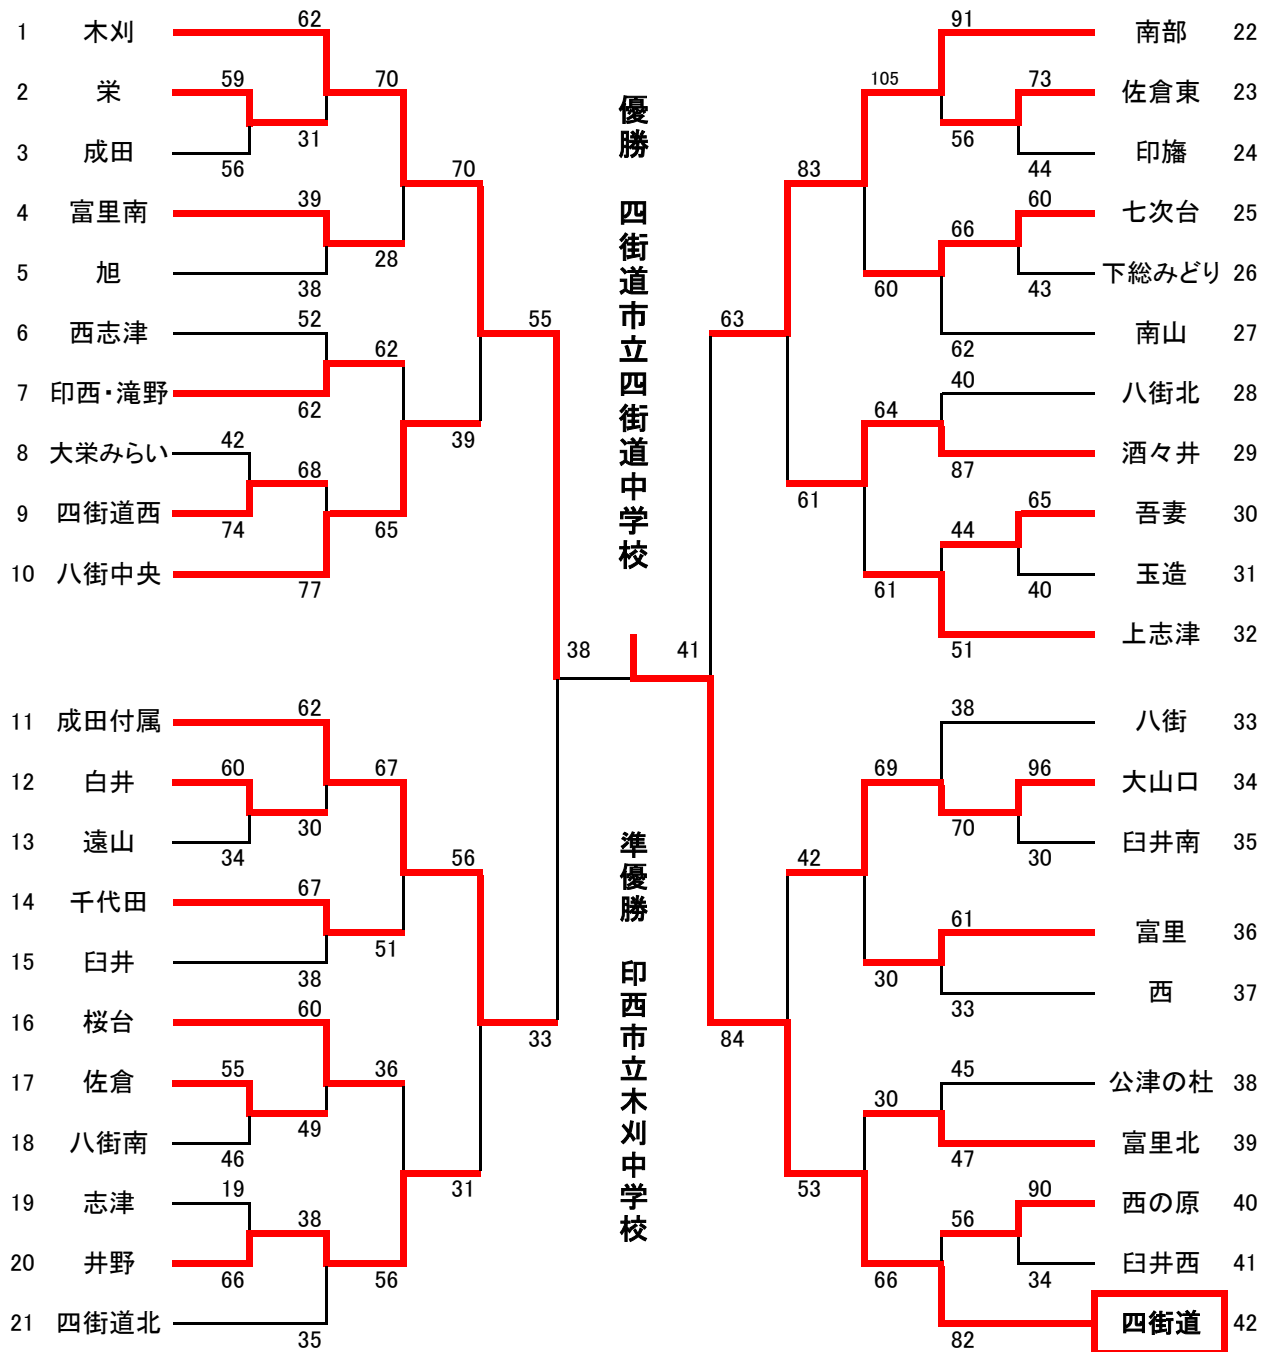 1 木刈 62
2 栄 59
3 成田 56
31
70
4 富里南 39
5 旭 38
28
70
6 西志津 52
7 印西・滝野 62
62
8 大栄みらい 42
9 四街道西 74
68
10 八街中央 77
65
39
55
11 成田付属 62
12 白井 60
13 遠山 34
30
67
14 千代田 67
15 臼井 38
51
56
16 桜台 60
17 佐倉 55
18 八街南 46
49
36
19 志津 19
20 井野 66
38
21 四街道北 35
56
31
33
38
優勝 四街道市立四街道中学校
準優勝 印西市立木刈中学校
41
91 南部 22
73 佐倉東 23
44 印旛 24
56
105
60 七次台 25
43 下総みどり 26
66
62 南山 27
60
83
40 八街北 28
87 酒々井 29
64
65 吾妻 30
40 玉造 31
44
51 上志津 32
61
61
63
38 八街 33
96 大山口 34
30 臼井南 35
70
69
61 富里 36
33 西 37
30
42
45 公津の杜 38
47 富里北 39
30
90 西の原 40
34 臼井西 41
56
82 四街道 42
66
53
84